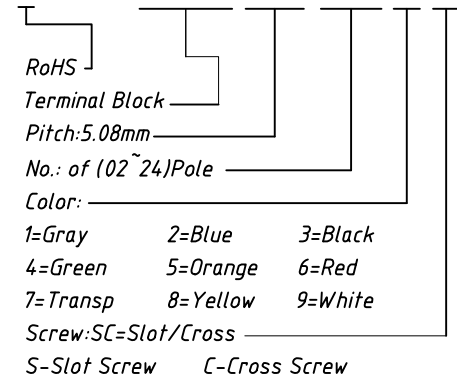 RoHS
Terminal Block
Pitch:5.08mm
No.: of (02~24)Pole
Color:
1=Gray 2=Blue 3=Black
4=Green 5=Orange 6=Red
7=Transp 8=Yellow 9=White
Screw:SC=Slot/Cross
S-Slot Screw C-Cross Screw